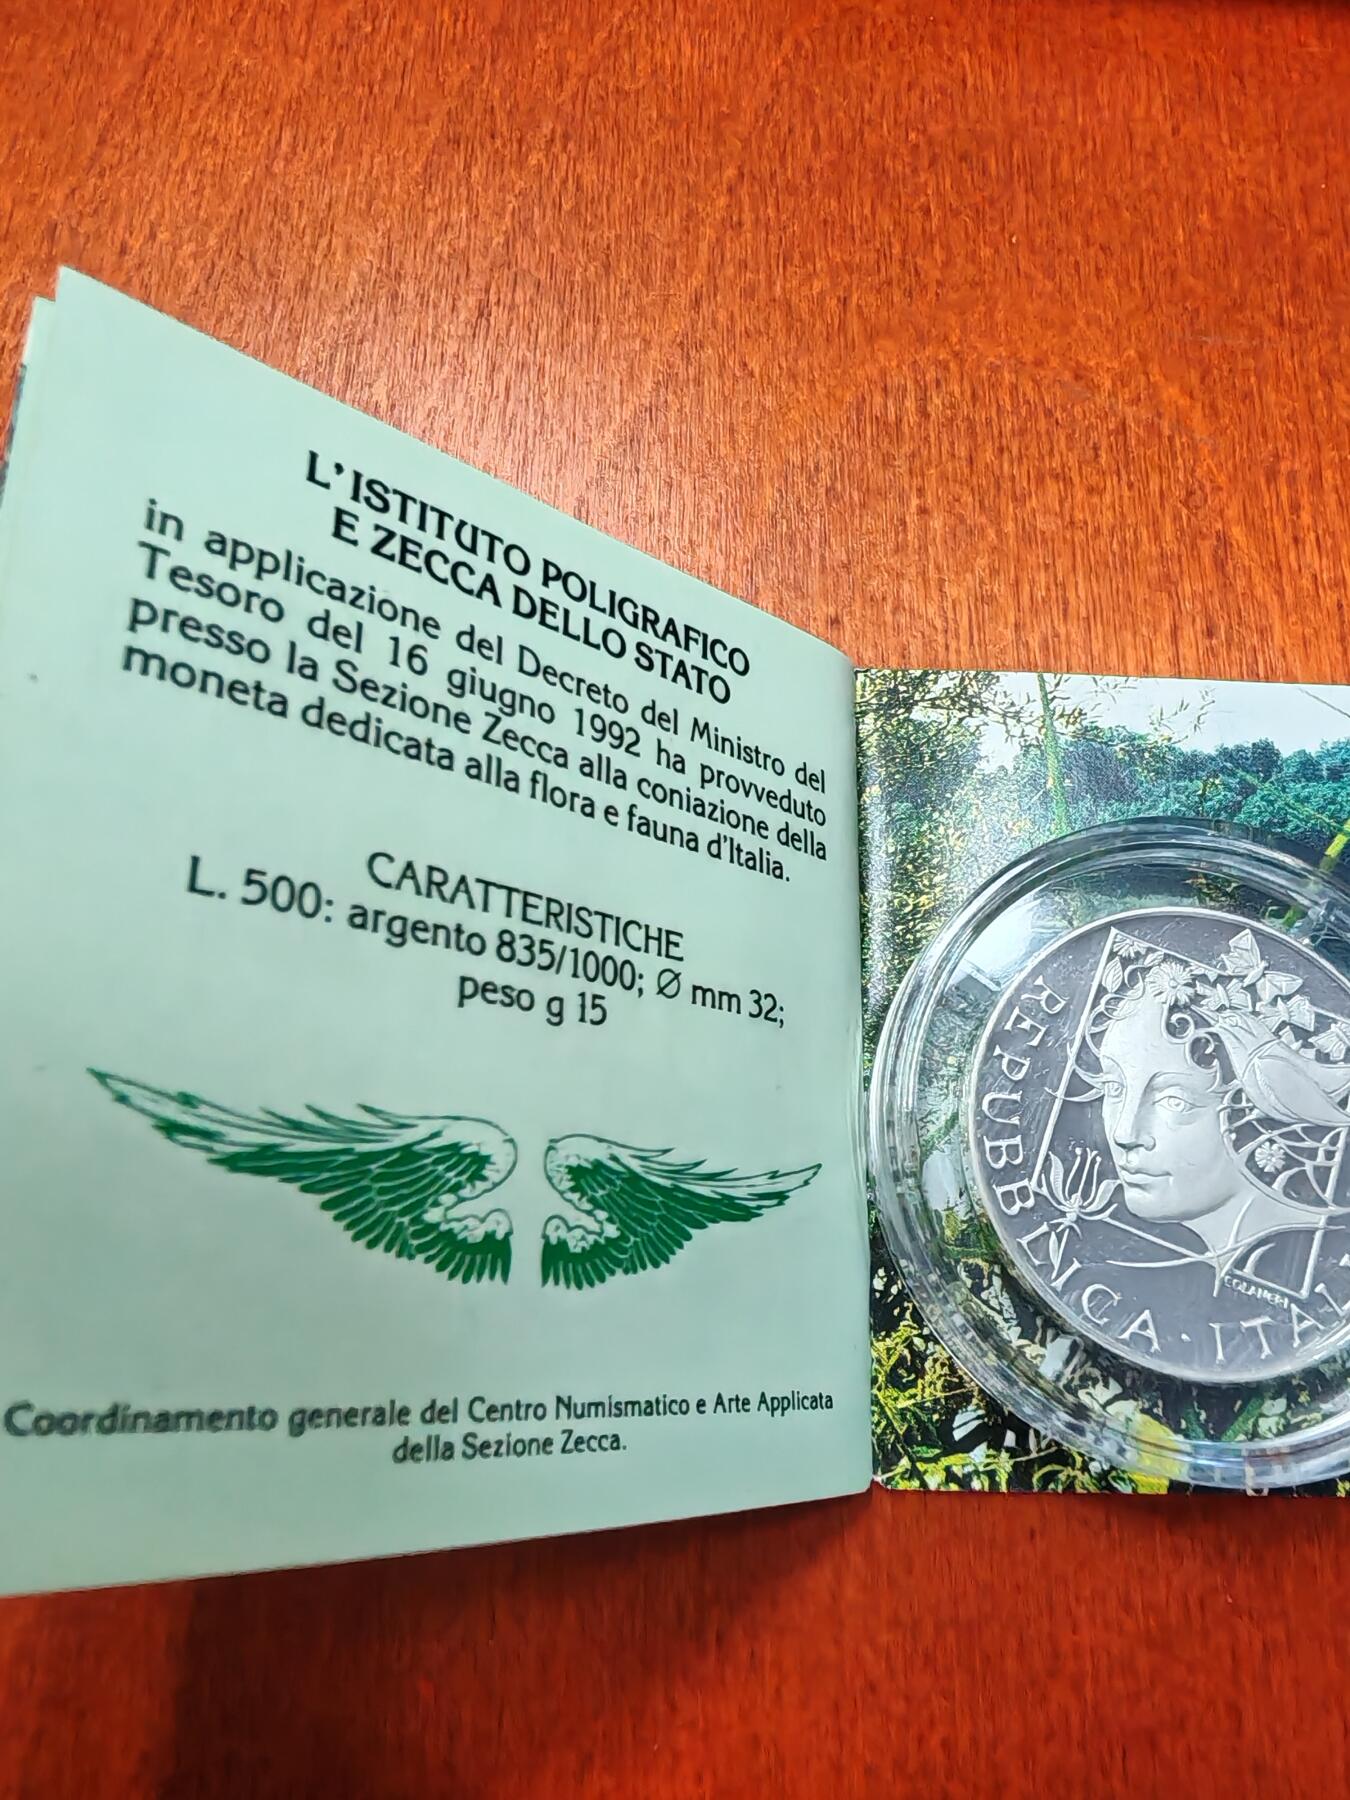 L'ISTITUTO POLIGRAFICO
E ZECCA DELLO STATO
in applicazione del Decreto del Ministro del
Tesoro del 16 giugno 1992 ha provveduto
presso la Sezione Zecca alla coniazione della
moneta dedicata alla flora e fauna d'Italia.
CARATTERISTICHE
L. 500: argento 835/1000; Ø mm 32;
peso g 15
Coordinamento generale del Centro Numismatico e Arte Applicata
della Sezione Zecca.
REPUBBLICA · ITAL